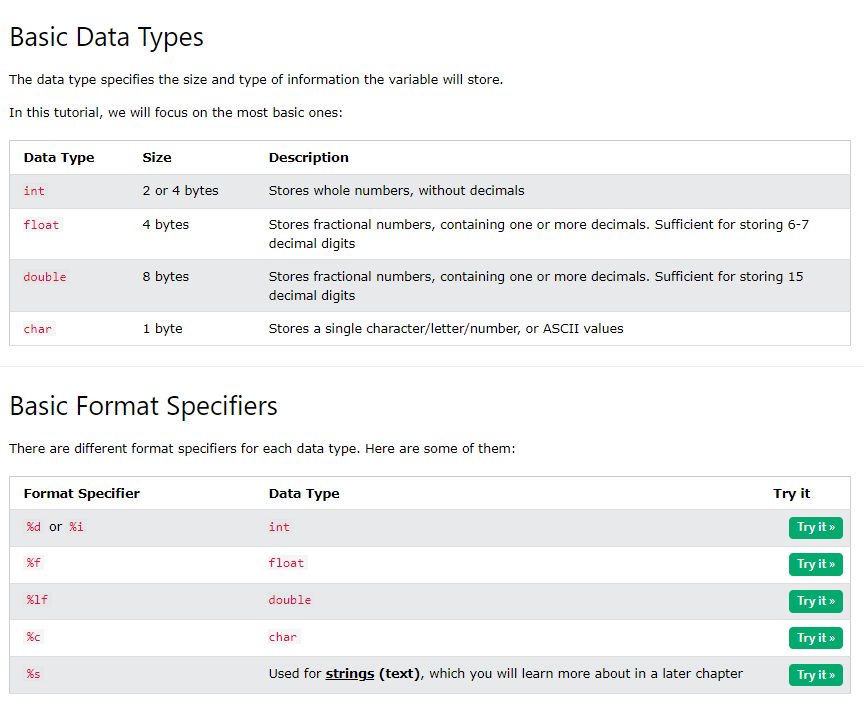 Basic Data Types
The data type specifies the size and type of information the variable will store.
In this tutorial, we will focus on the most basic ones:
Data Type Size Description
int 2 or 4 bytes Stores whole numbers, without decimals
float 4 bytes Stores fractional numbers, containing one or more decimals. Sufficient for storing 6-7
decimal digits
double 8 bytes Stores fractional numbers, containing one or more decimals. Sufficient for storing 15
decimal digits
char 1 byte Stores a single character/letter/number, or ASCII values
Basic Format Specifiers
There are different format specifiers for each data type. Here are some of them:
Format Specifier Data Type Try it
%d or %i int Try it »
%f float Try it »
%lf double Try it »
%c char Try it »
%s Used for strings (text), which you will learn more about in a later chapter Try it »